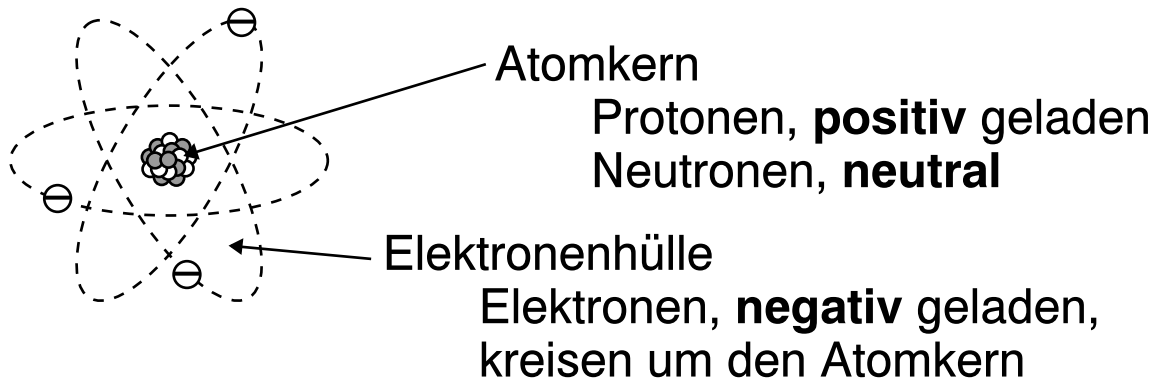 Atomkern
Protonen, positiv geladen
Neutronen, neutral
Elektronenhülle
Elektronen, negativ geladen,
kreisen um den Atomkern